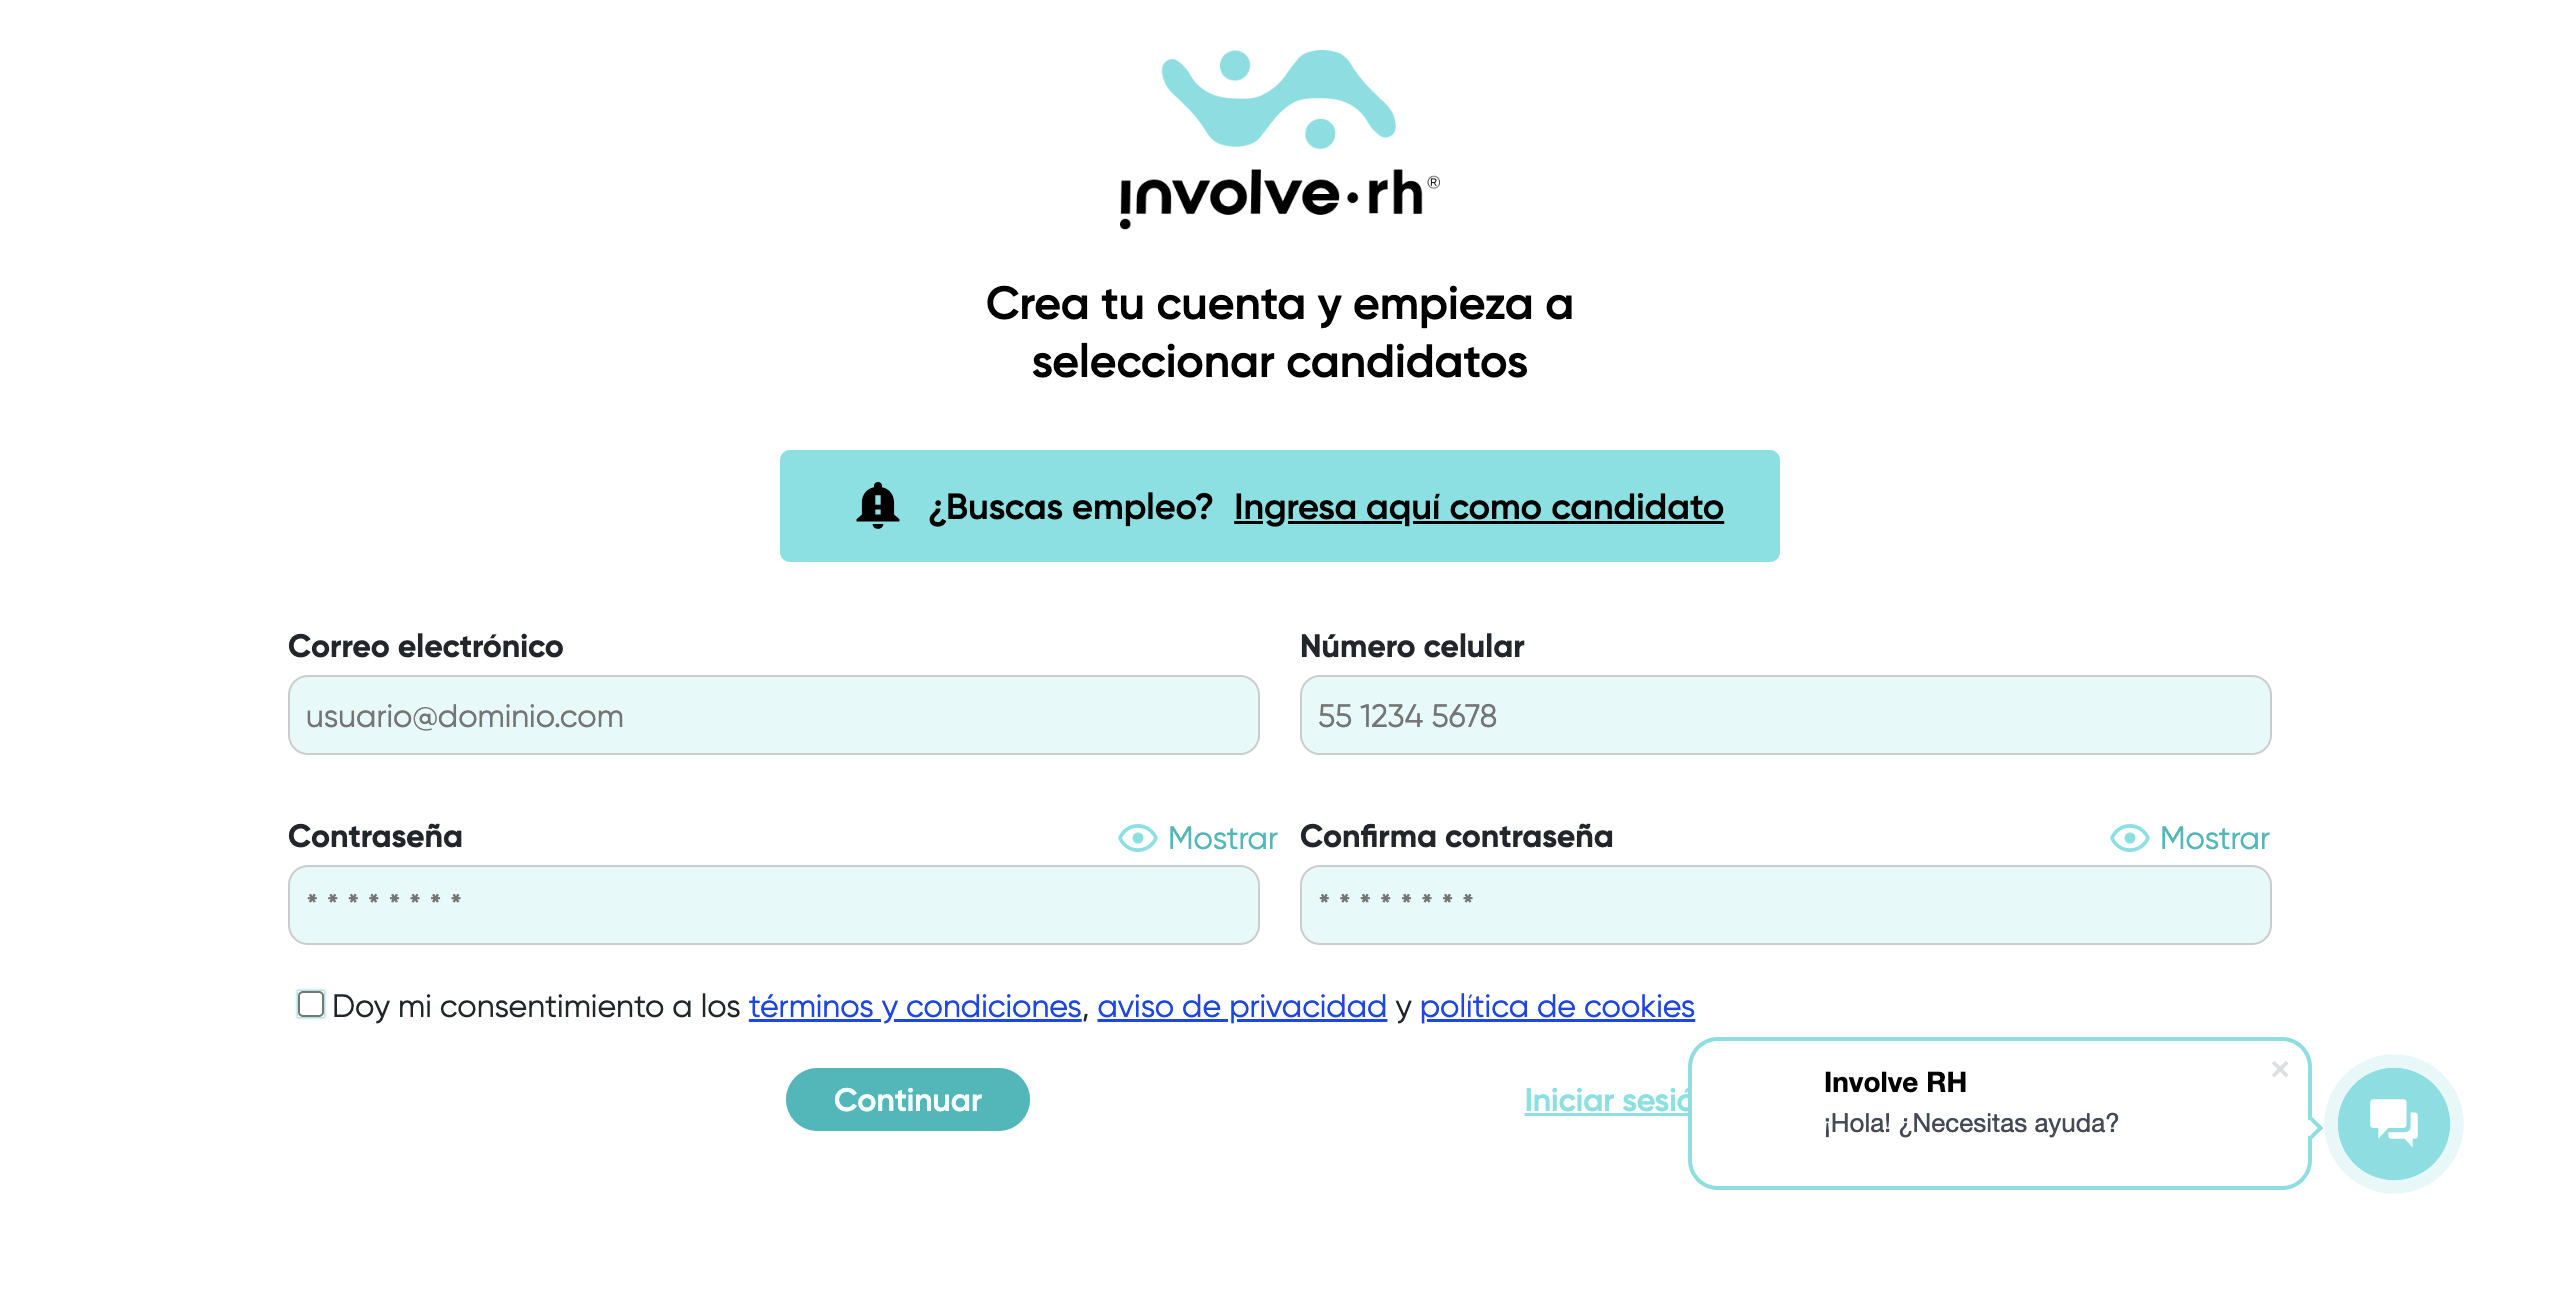 involve·rh®
Crea tu cuenta y empieza a
seleccionar candidatos
¿Buscas empleo? Ingresa aquí como candidato
Correo electrónico
usuario@dominio.com
Número celular
55 1234 5678
Contraseña
Mostrar
* * * * * * * *
Confirma contraseña
Mostrar
* * * * * * * *
Doy mi consentimiento a los términos y condiciones, aviso de privacidad y política de cookies
Continuar
Iniciar sesió
Involve RH
¡Hola! ¿Necesitas ayuda?